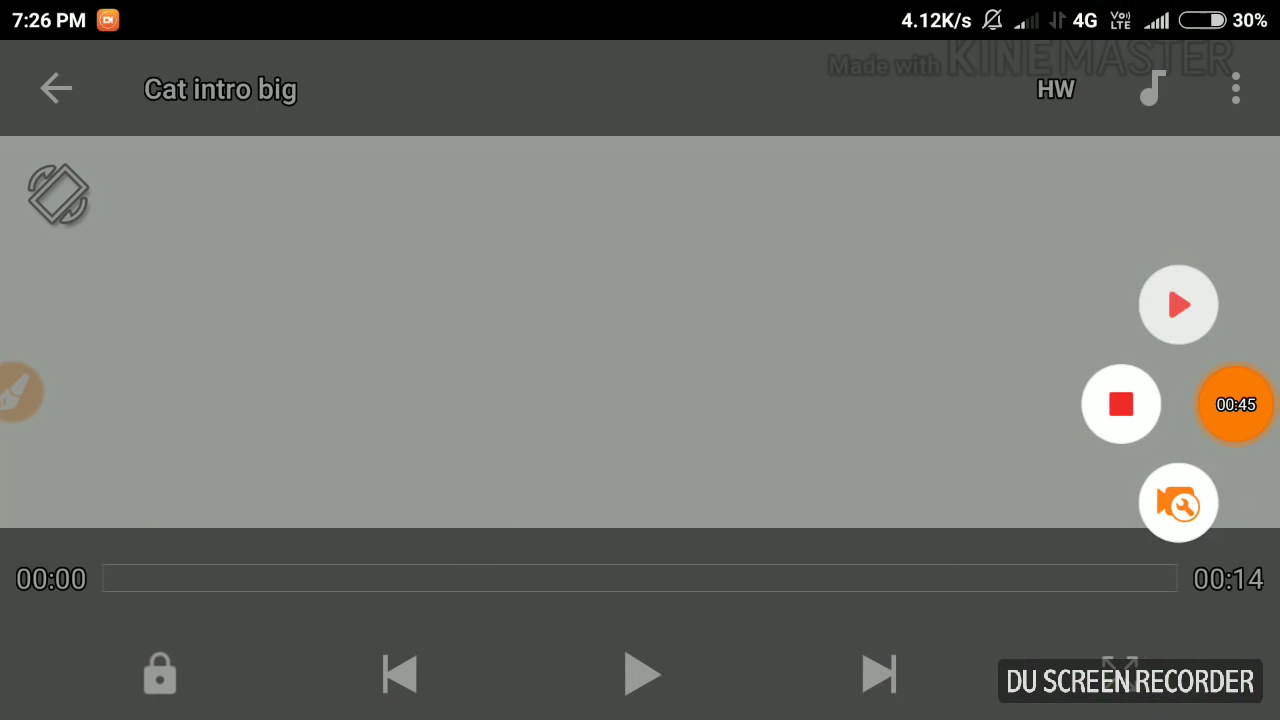 7:26 PM 4.12K/s 4G Vo) LTE 30%
Made with KINEMASTER
Cat intro big HW
00:45
00:00 00:14
DU SCREEN RECORDER